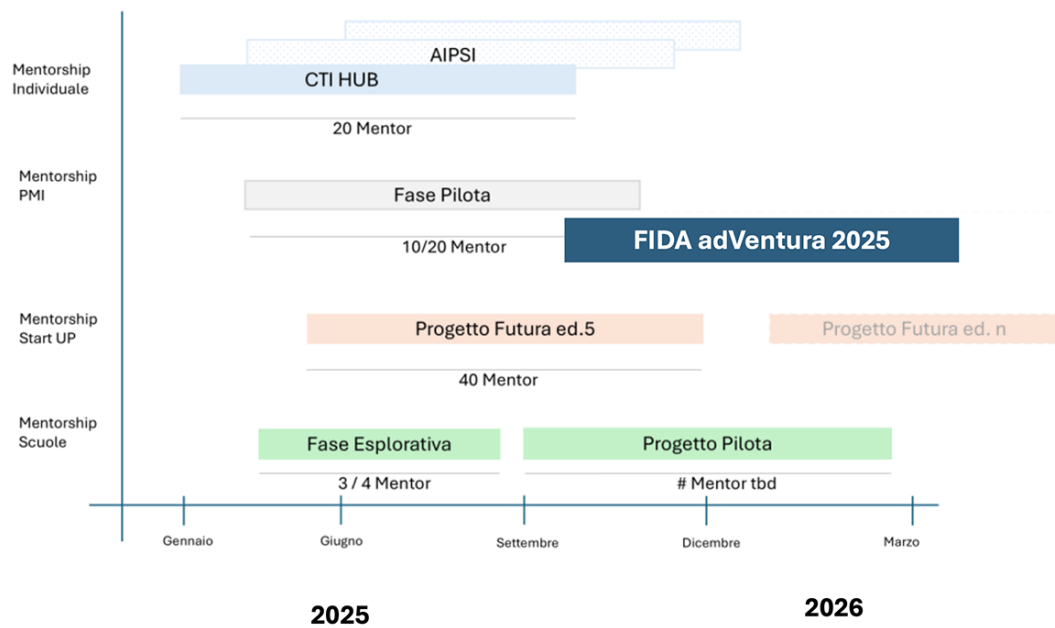 AIPSI
Mentorship
Individuale
CTI HUB
20 Mentor
Mentorship
PMI
Fase Pilota
10/20 Mentor
FIDA adVentura 2025
Mentorship
Start UP
Progetto Futura ed.5
Progetto Futura ed. n
40 Mentor
Mentorship
Scuole
Fase Esplorativa
Progetto Pilota
3 / 4 Mentor
# Mentor tbd
Gennaio
Giugno
Settembre
Dicembre
Marzo
2025
2026